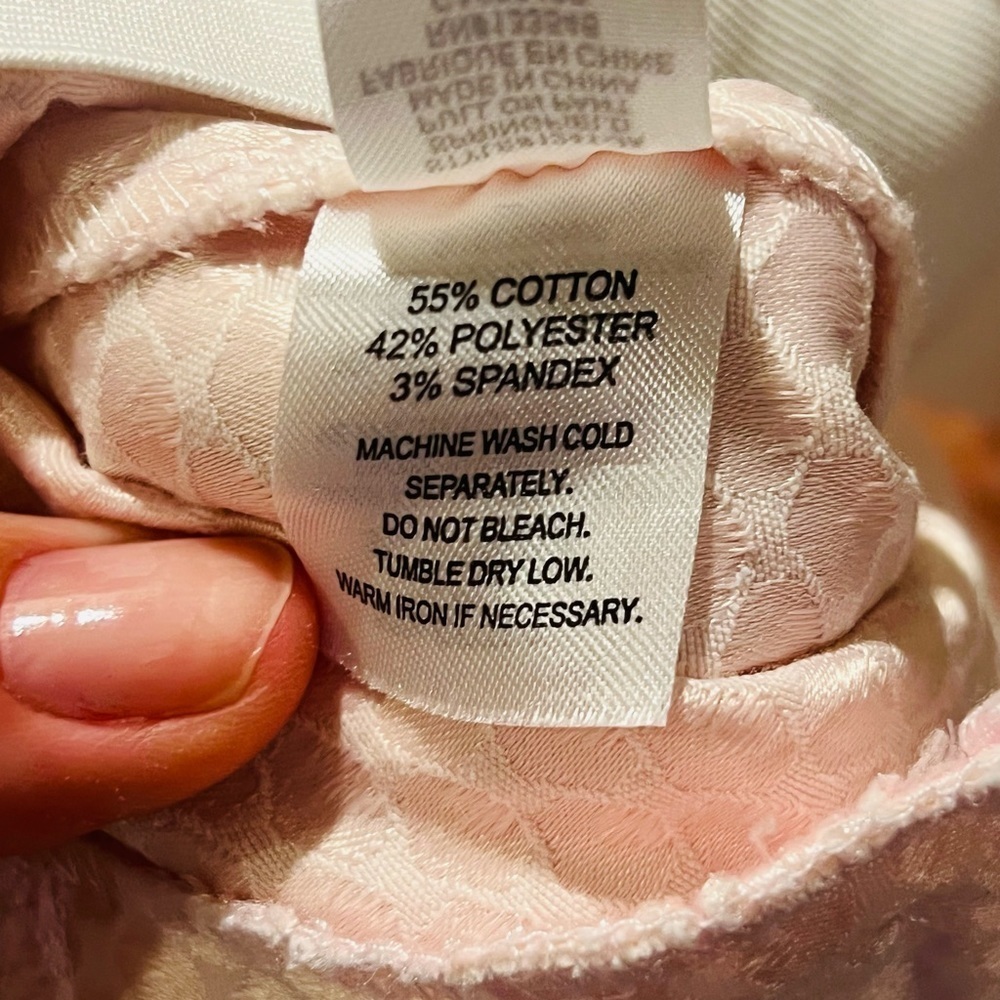 SPRINGFIELD
PULL ON PANT
MADE IN CHINA
FABRIQUE EN CHINE
55% COTTON
42% POLYESTER
3% SPANDEX
MACHINE WASH COLD
SEPARATELY.
DO NOT BLEACH.
TUMBLE DRY LOW.
WARM IRON IF NECESSARY.